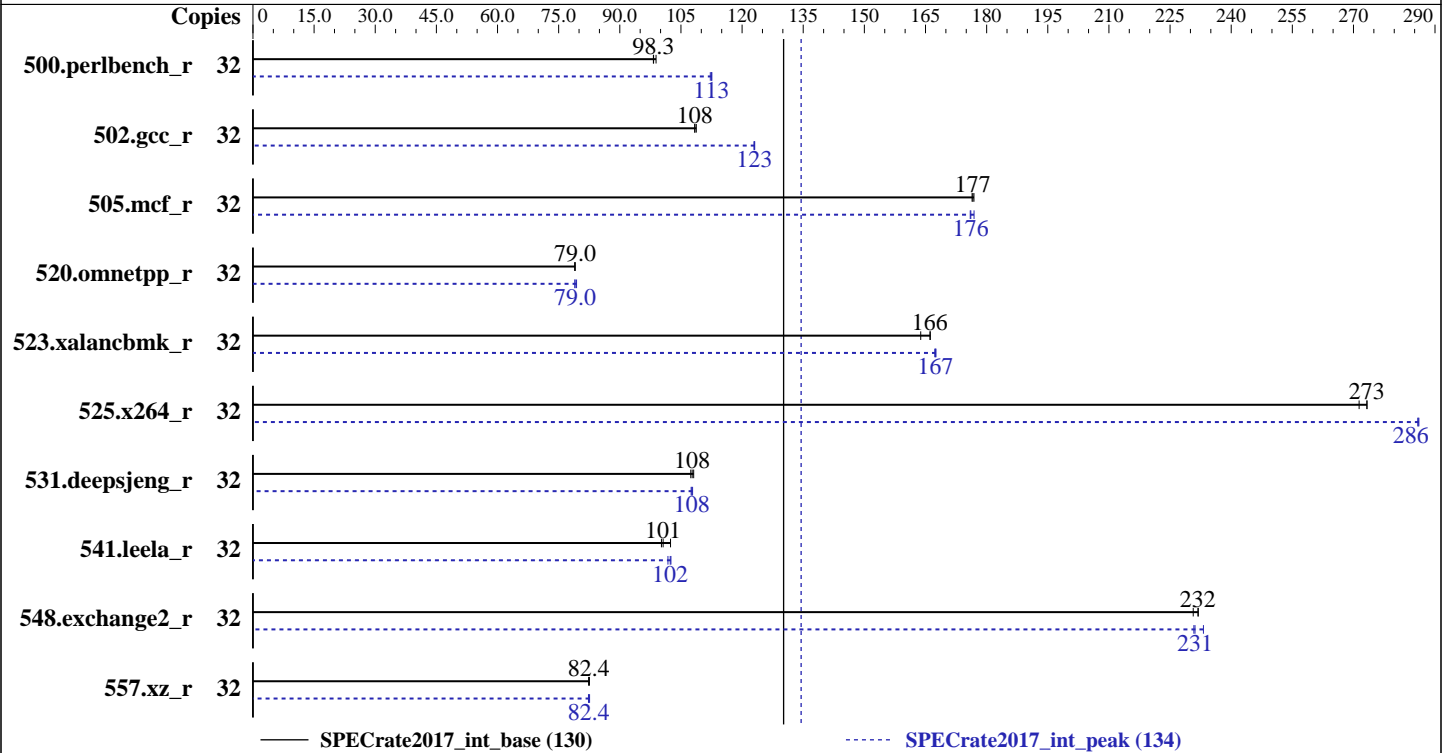 Copies 0 15.0 30.0 45.0 60.0 75.0 90.0 105 120 135 150 165 180 195 210 225 240 255 270 290
98.3
500.perlbench_r 32
113
108
502.gcc_r 32
123
177
505.mcf_r 32
176
79.0
520.omnetpp_r 32
79.0
166
523.xalancbmk_r 32
167
273
525.x264_r 32
286
108
531.deepsjeng_r 32
108
101
541.leela_r 32
102
232
548.exchange2_r 32
231
82.4
557.xz_r 32
82.4
SPECrate2017_int_base (130) SPECrate2017_int_peak (134)